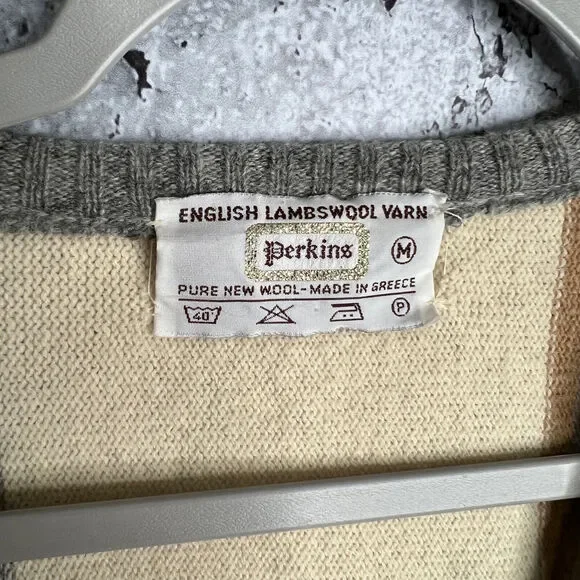 ENGLISH LAMBSWOOL YARN
Perkins
M
PURE NEW WOOL-MADE IN GREECE
40 P